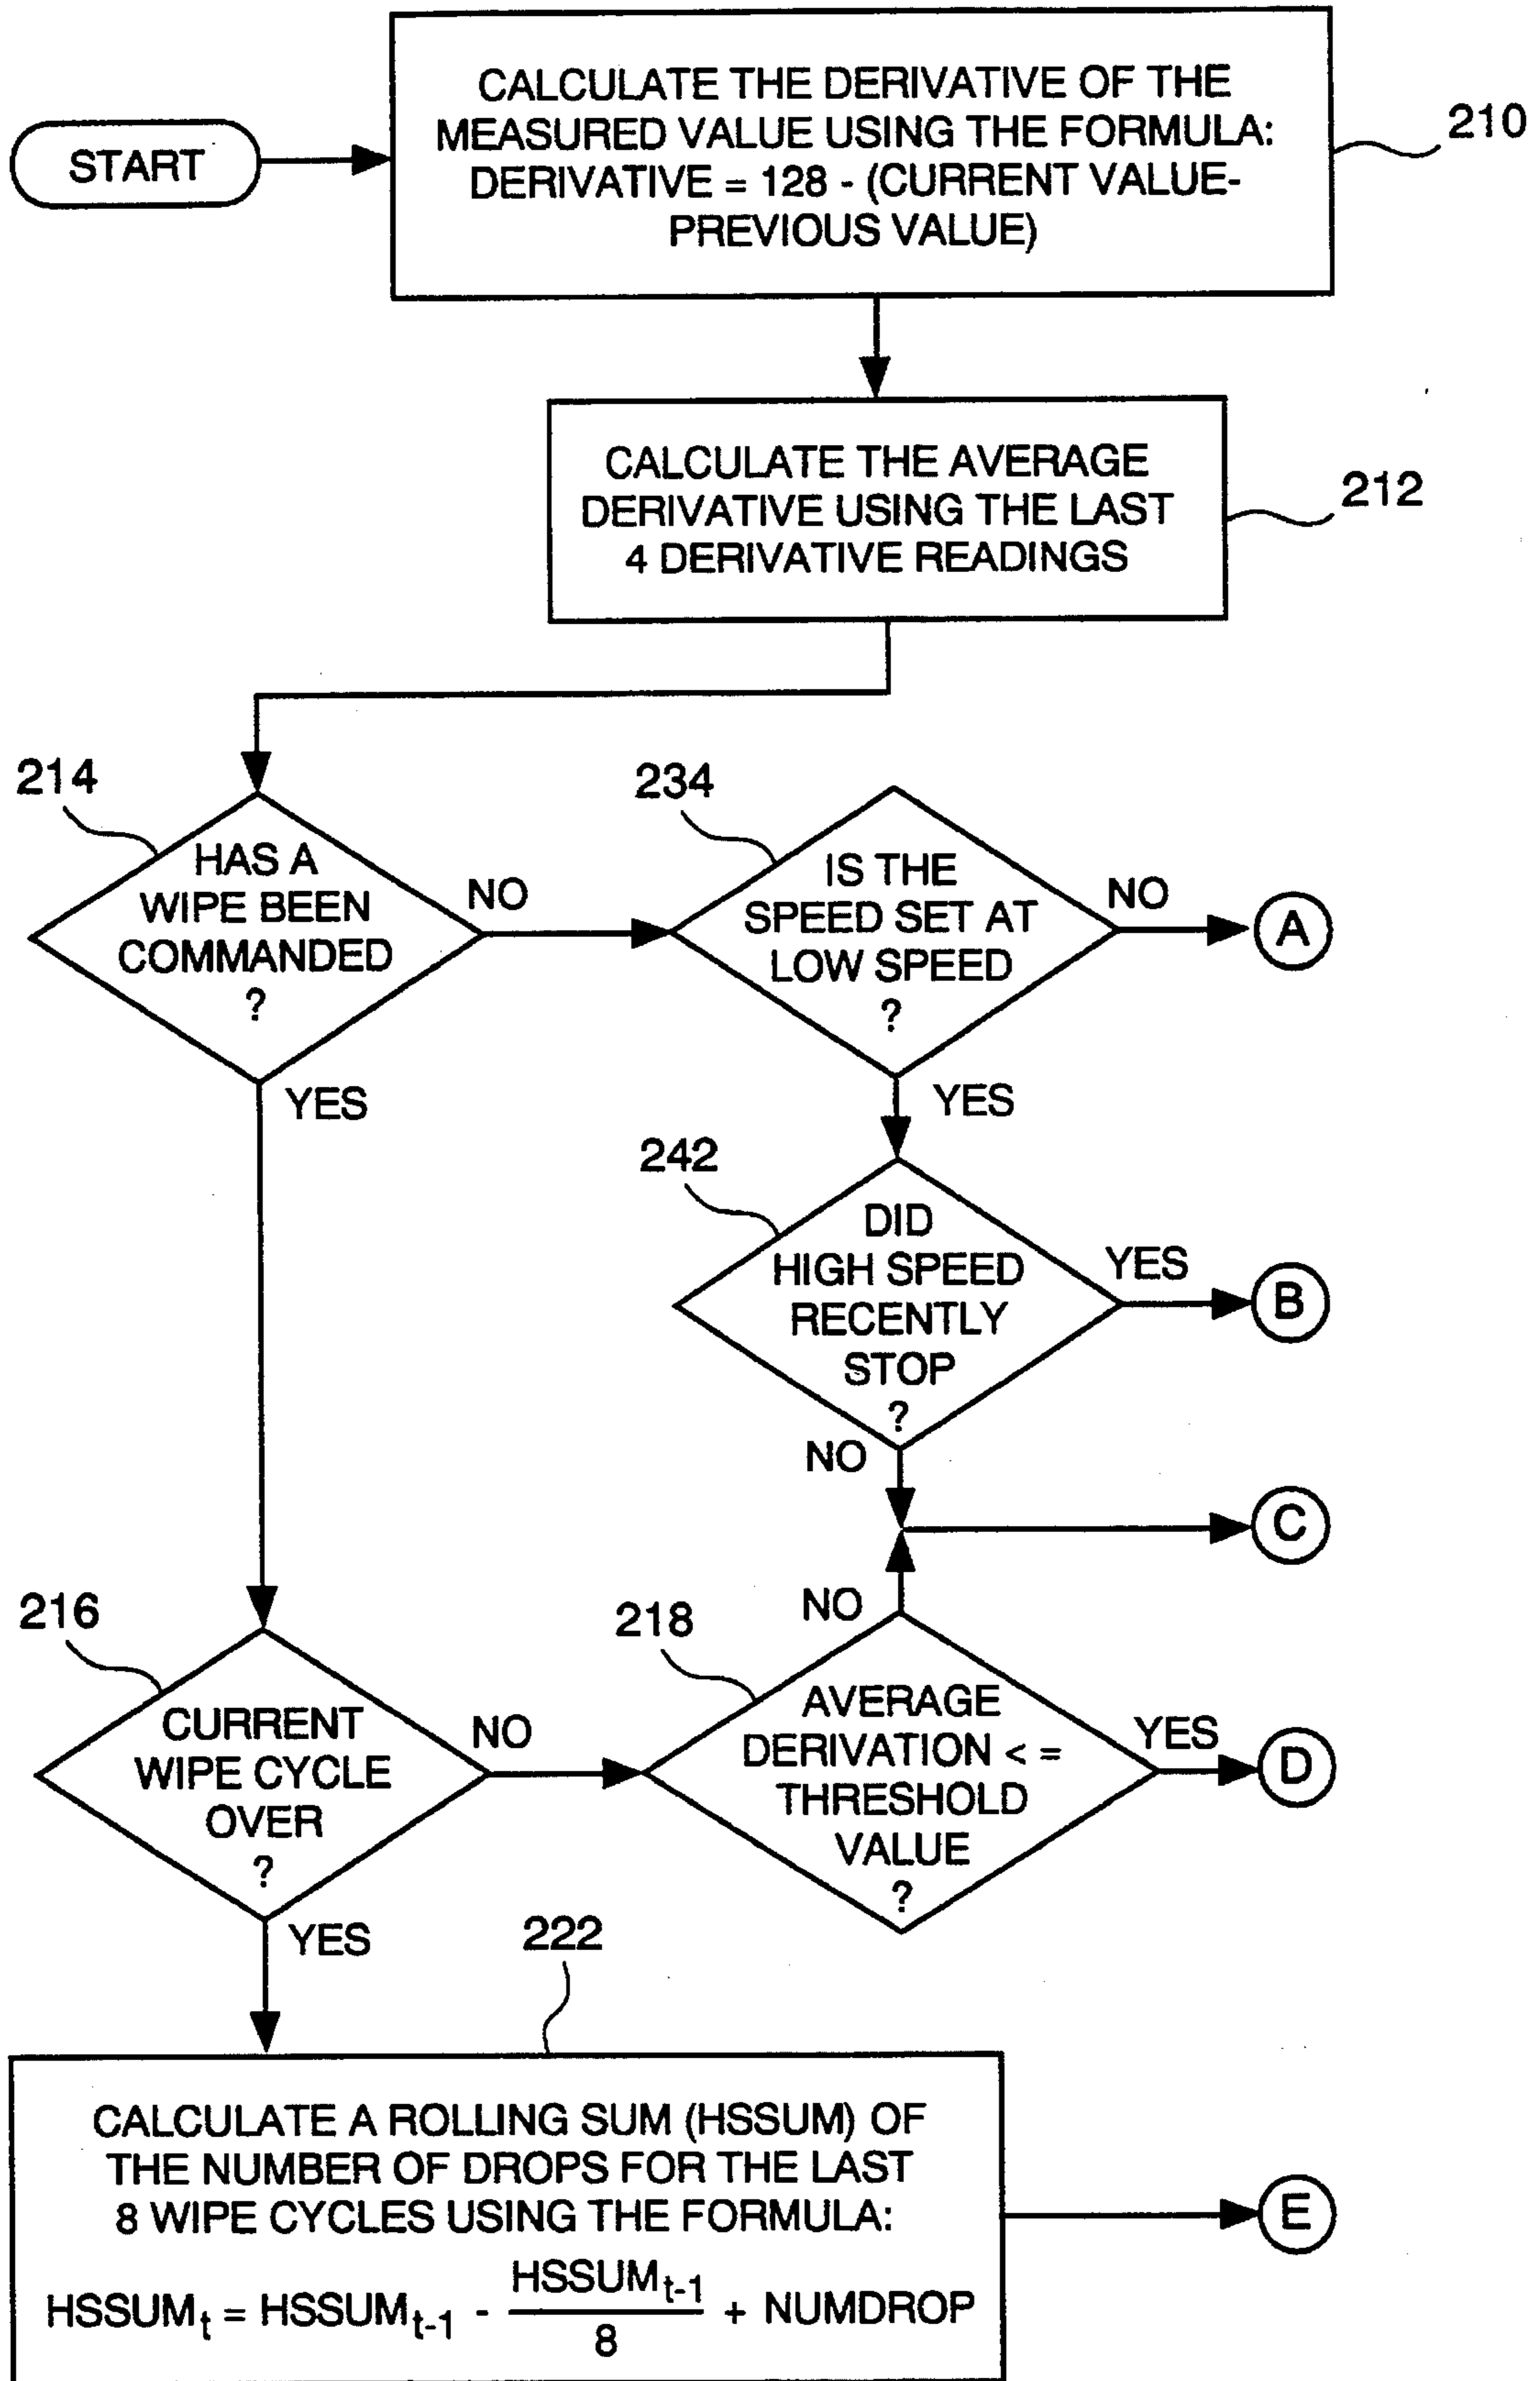 START
CALCULATE THE DERIVATIVE OF THE
MEASURED VALUE USING THE FORMULA:
DERIVATIVE = 128 - (CURRENT VALUE-
PREVIOUS VALUE)
210
CALCULATE THE AVERAGE
DERIVATIVE USING THE LAST
4 DERIVATIVE READINGS
212
214
HAS A
WIPE BEEN
COMMANDED
?
NO
YES
234
IS THE
SPEED SET AT
LOW SPEED
?
NO
A
YES
242
DID
HIGH SPEED
RECENTLY
STOP
?
YES
B
NO
C
216
CURRENT
WIPE CYCLE
OVER
?
NO
YES
218
NO
AVERAGE
DERIVATION < =
THRESHOLD
VALUE
?
YES
D
222
CALCULATE A ROLLING SUM (HSSUM) OF
THE NUMBER OF DROPS FOR THE LAST
8 WIPE CYCLES USING THE FORMULA:
HSSUM_t = HSSUM_t-1 - HSSUM_t-1 / 8 + NUMDROP
E